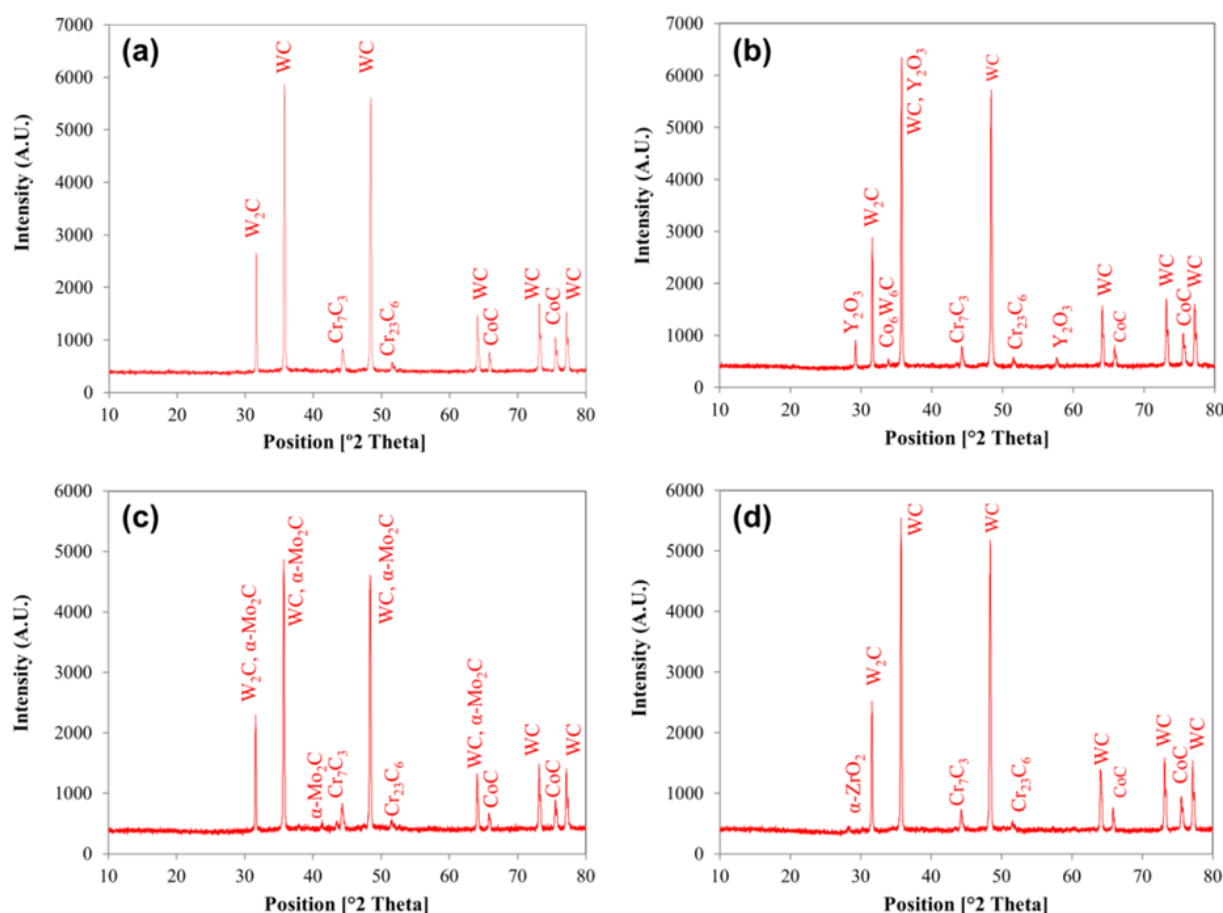 (a)
Intensity (A.U.)
7000
6000
5000
4000
3000
2000
1000
0
W₂C
WC
Cr₇C₃
WC
Cr₂₃C₆
WC
CoC
WC
CoC
WC
10 20 30 40 50 60 70 80
Position [°2 Theta]
(b)
Intensity (A.U.)
7000
6000
5000
4000
3000
2000
1000
0
Y₂O₃
W₂C
Co₆W₆C
WC, Y₂O₃
Cr₇C₃
WC
Cr₂₃C₆
Y₂O₃
WC
CoC
WC
CoC
WC
10 20 30 40 50 60 70 80
Position [°2 Theta]
(c)
Intensity (A.U.)
6000
5000
4000
3000
2000
1000
0
W₂C, α-Mo₂C
WC, α-Mo₂C
α-Mo₂C
Cr₇C₃
WC, α-Mo₂C
Cr₂₃C₆
WC, α-Mo₂C
CoC
WC
CoC
WC
10 20 30 40 50 60 70 80
Position [°2 Theta]
(d)
Intensity (A.U.)
6000
5000
4000
3000
2000
1000
0
α-ZrO₂
W₂C
WC
Cr₇C₃
WC
Cr₂₃C₆
WC
CoC
WC
CoC
WC
10 20 30 40 50 60 70 80
Position [°2 Theta]